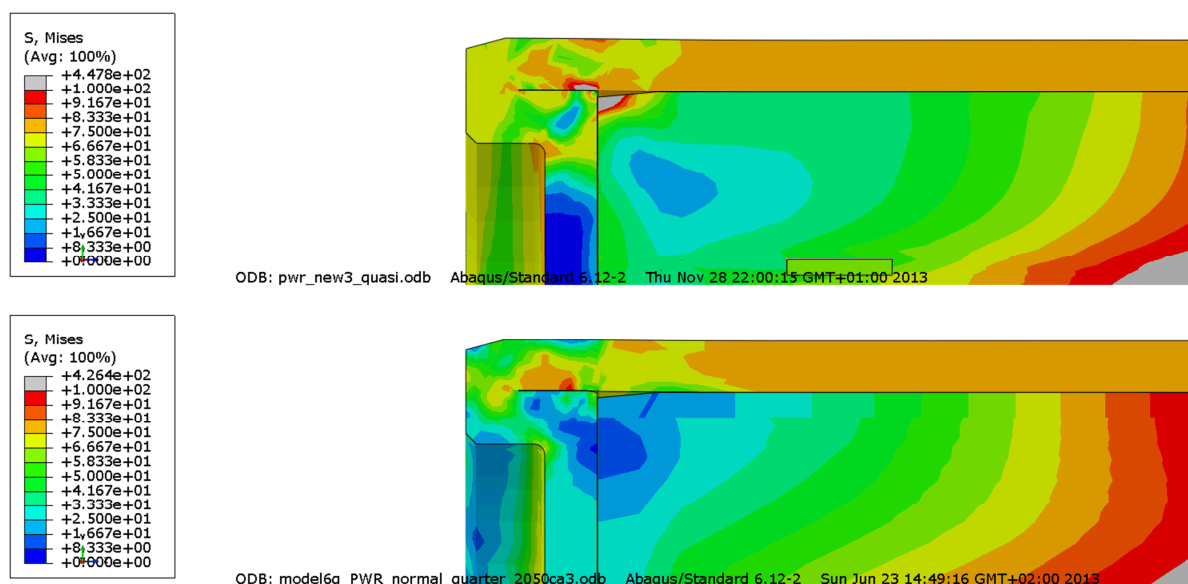 S, Mises
(Avg: 100%)
+4.478e+02
+1.000e+02
+9.167e+01
+8.333e+01
+7.500e+01
+6.667e+01
+5.833e+01
+5.000e+01
+4.167e+01
+3.333e+01
+2.500e+01
+1.667e+01
+8.333e+00
+0.000e+00
ODB: pwr_new3_quasi.odb Abaqus/Standard 6.12-2 Thu Nov 28 22:00:15 GMT+01:00 2013
S, Mises
(Avg: 100%)
+4.264e+02
+1.000e+02
+9.167e+01
+8.333e+01
+7.500e+01
+6.667e+01
+5.833e+01
+5.000e+01
+4.167e+01
+3.333e+01
+2.500e+01
+1.667e+01
+8.333e+00
+0.000e+00
ODB: model6g_PWR_normal_quarter_2050ca3.odb Abaqus/Standard 6.12-2 Sun Jun 23 14:49:16 GMT+02:00 2013